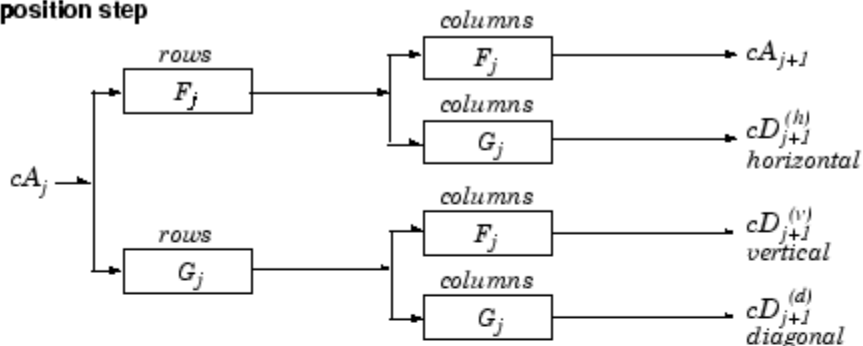 position step
columns
rows
F_j
cA_{j+1}
F_j
columns
G_j
cD_{j+1}^{(h)}
horizontal
cA_j
columns
rows
F_j
cD_{j+1}^{(v)}
vertical
G_j
columns
G_j
cD_{j+1}^{(d)}
diagonal